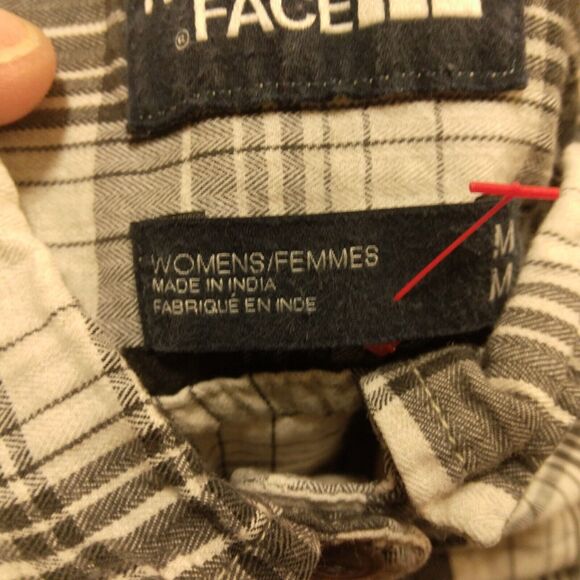 FACE
®
WOMENS/FEMMES
MADE IN INDIA
FABRIQUÉ EN INDE
M
M